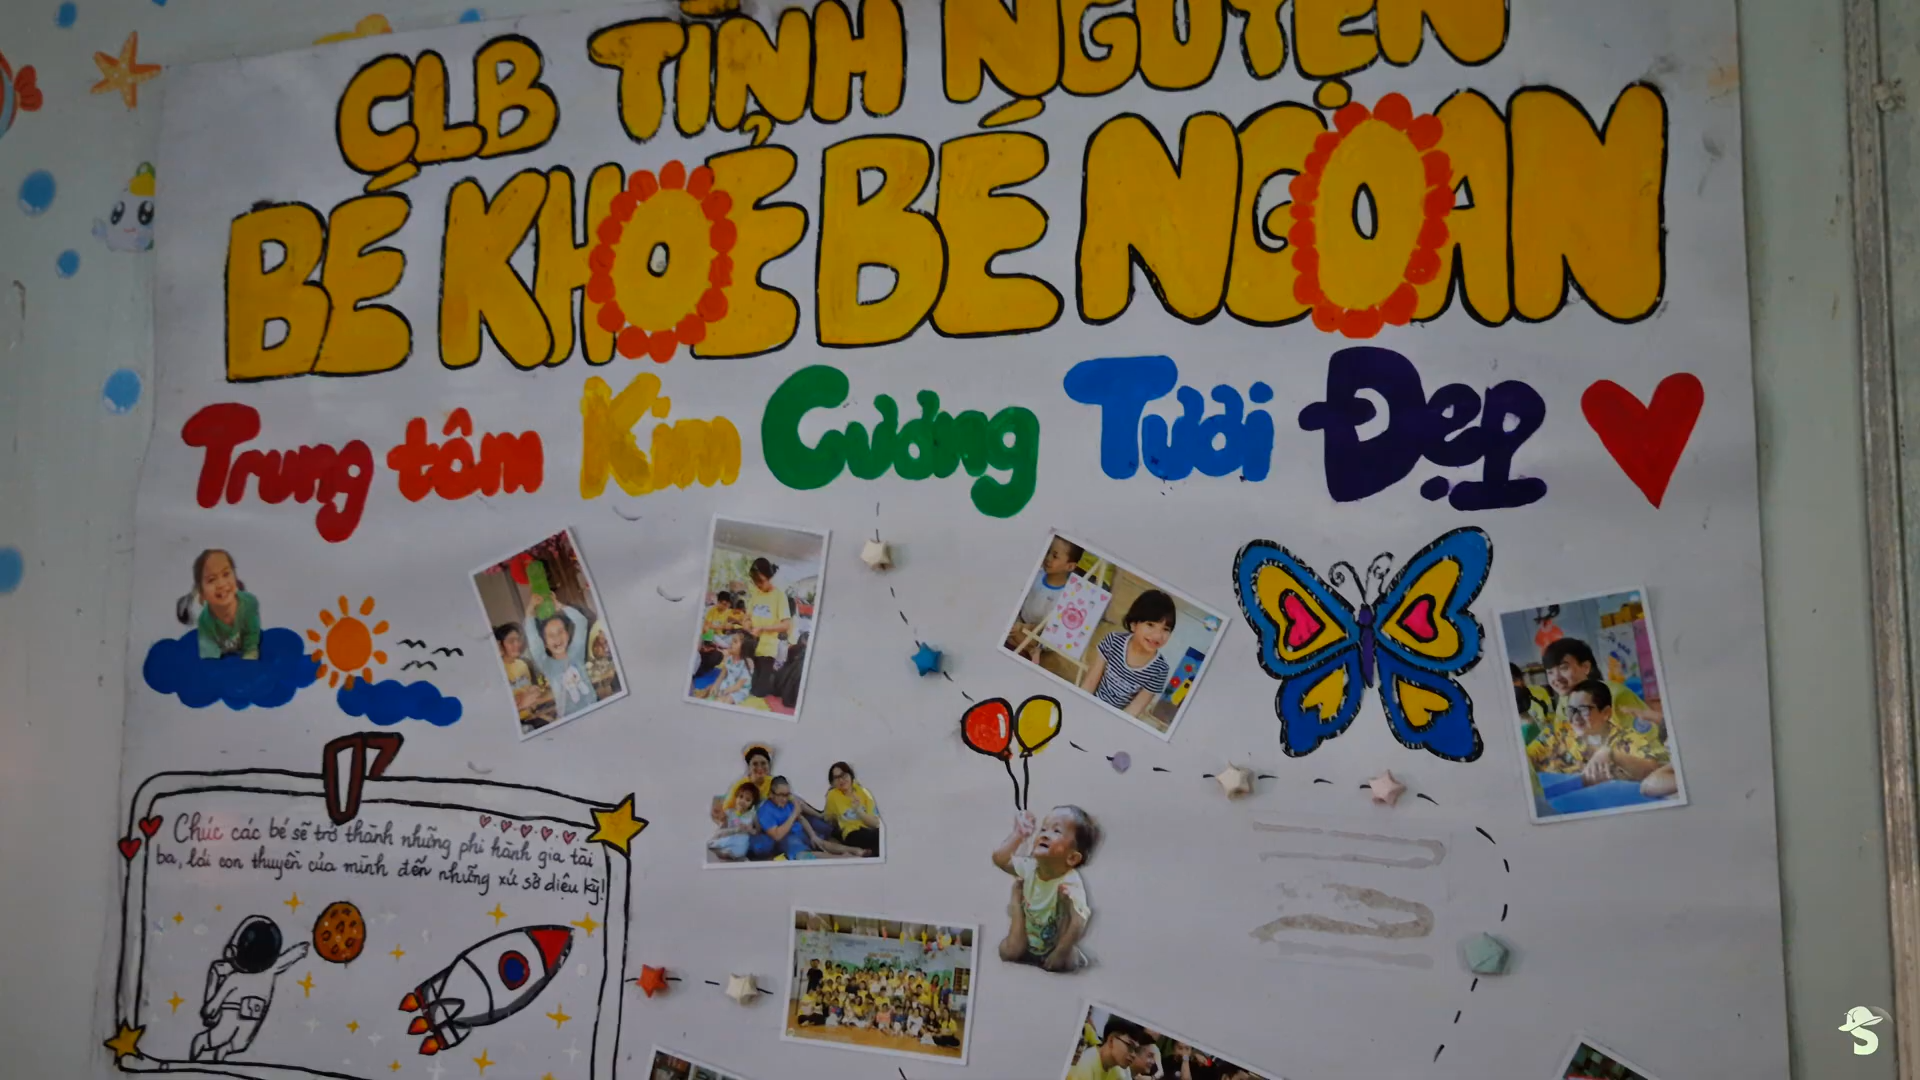 CLB TÌNH NGUYỆN
BÉ KHOẺ BÉ NGOAN
Trung tâm Kim Cương Tươi Đẹp
Chúc các bé sẽ trở thành những phi hành gia tài
ba, lái con thuyền của mình đến những xứ sở diệu kỳ!
S